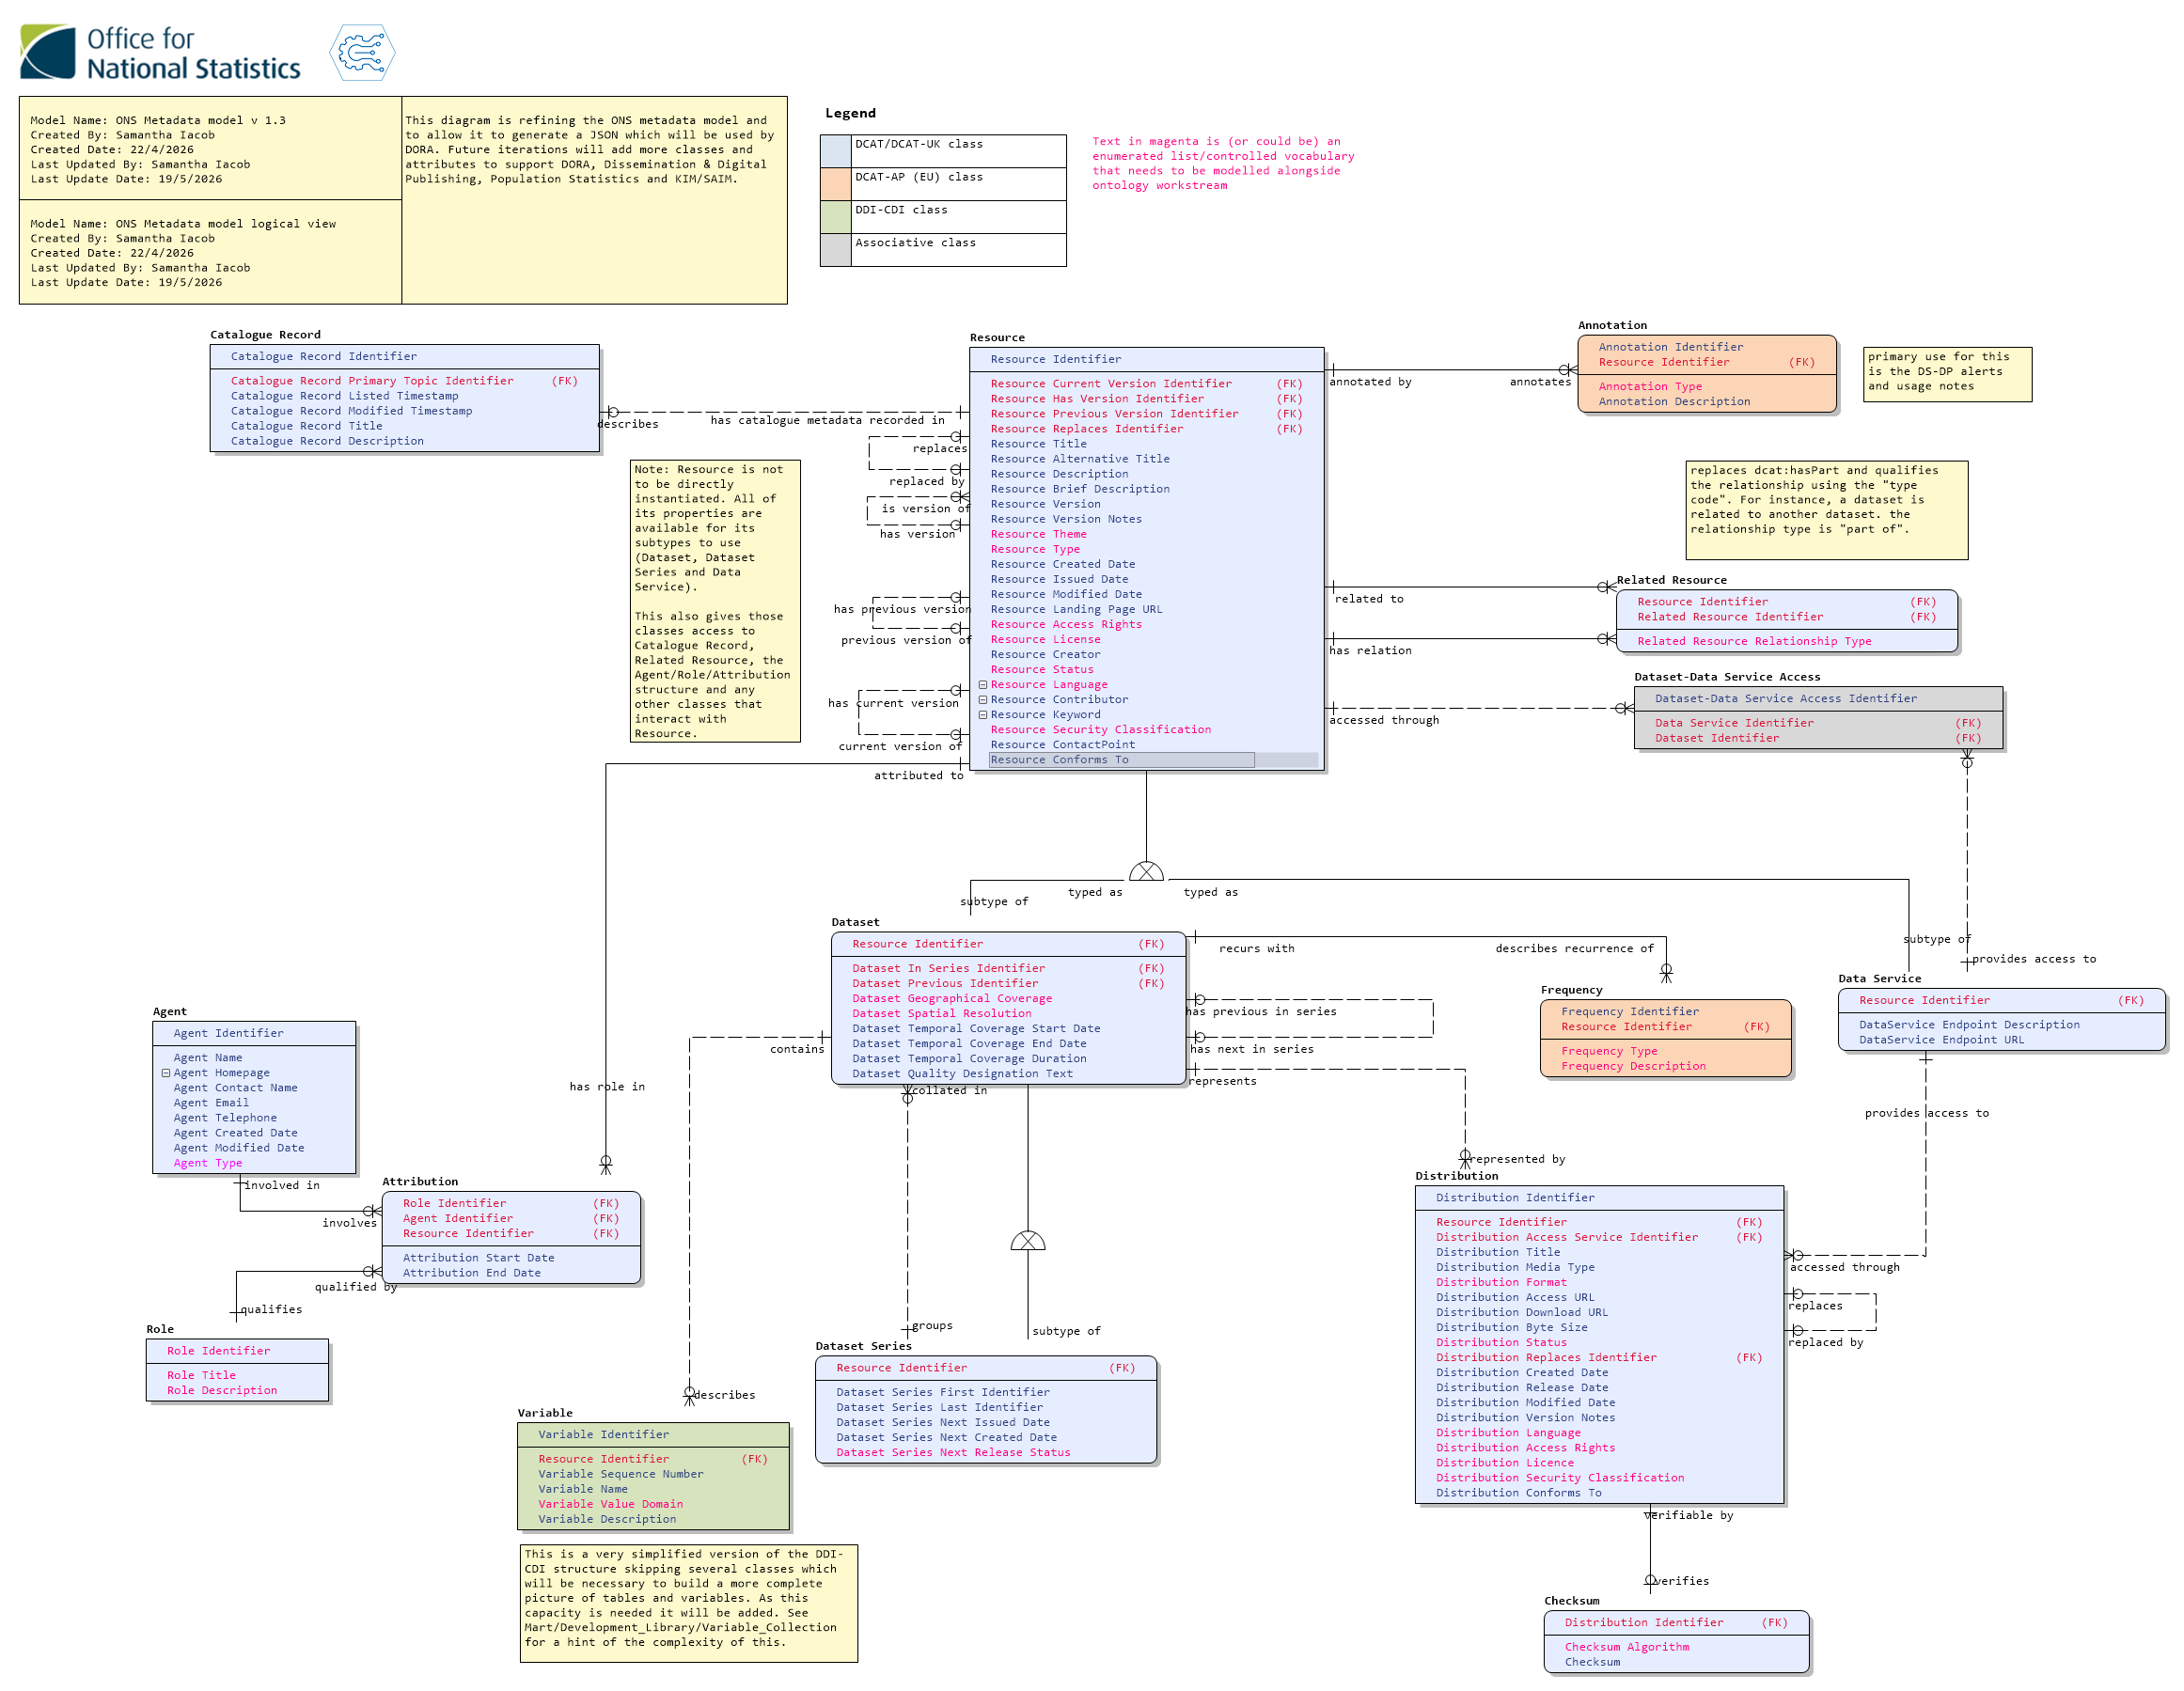 Office for
National Statistics
Model Name: ONS Metadata model v 1.3
Created By: Samantha Iacob
Created Date: 22/4/2026
Last Updated By: Samantha Iacob
Last Update Date: 19/5/2026
Model Name: ONS Metadata model logical view
Created By: Samantha Iacob
Created Date: 22/4/2026
Last Updated By: Samantha Iacob
Last Update Date: 19/5/2026
This diagram is refining the ONS metadata model and
to allow it to generate a JSON which will be used by
DORA. Future iterations will add more classes and
attributes to support DORA, Dissemination & Digital
Publishing, Population Statistics and KIM/SAIM.
Legend
DCAT/DCAT-UK class
DCAT-AP (EU) class
DDI-CDI class
Associative class
Text in magenta is (or could be) an
enumerated list/controlled vocabulary
that needs to be modelled alongside
ontology workstream
Catalogue Record
Catalogue Record Identifier
Catalogue Record Primary Topic Identifier (FK)
Catalogue Record Listed Timestamp
Catalogue Record Modified Timestamp
Catalogue Record Title
Catalogue Record Description
describes
has catalogue metadata recorded in
Note: Resource is not
to be directly
instantiated. All of
its properties are
available for its
subtypes to use
(Dataset, Dataset
Series and Data
Service).
This also gives those
classes access to
Catalogue Record,
Related Resource, the
Agent/Role/Attribution
structure and any
other classes that
interact with
Resource.
replaces
replaced by
is version of
has version
has previous version
previous version of
has current version
current version of
attributed to
Resource
Resource Identifier
Resource Current Version Identifier (FK)
Resource Has Version Identifier (FK)
Resource Previous Version Identifier (FK)
Resource Replaces Identifier (FK)
Resource Title
Resource Alternative Title
Resource Description
Resource Brief Description
Resource Version
Resource Version Notes
Resource Theme
Resource Type
Resource Created Date
Resource Issued Date
Resource Modified Date
Resource Landing Page URL
Resource Access Rights
Resource License
Resource Creator
Resource Status
Resource Language
Resource Contributor
Resource Keyword
Resource Security Classification
Resource ContactPoint
Resource Conforms To
annotated by
annotates
Annotation
Annotation Identifier
Resource Identifier (FK)
Annotation Type
Annotation Description
primary use for this
is the DS-DP alerts
and usage notes
replaces dcat:hasPart and qualifies
the relationship using the "type
code". For instance, a dataset is
related to another dataset. the
relationship type is "part of".
related to
has relation
Related Resource
Resource Identifier (FK)
Related Resource Identifier (FK)
Related Resource Relationship Type
accessed through
Dataset-Data Service Access
Dataset-Data Service Access Identifier
Data Service Identifier (FK)
Dataset Identifier (FK)
typed as
typed as
subtype of
subtype of
provides access to
Dataset
Resource Identifier (FK)
Dataset In Series Identifier (FK)
Dataset Previous Identifier (FK)
Dataset Geographical Coverage
Dataset Spatial Resolution
Dataset Temporal Coverage Start Date
Dataset Temporal Coverage End Date
Dataset Temporal Coverage Duration
Dataset Quality Designation Text
recurs with
describes recurrence of
has previous in series
has next in series
represents
represented by
contains
collated in
Frequency
Frequency Identifier
Resource Identifier (FK)
Frequency Type
Frequency Description
Data Service
Resource Identifier (FK)
DataService Endpoint Description
DataService Endpoint URL
provides access to
Agent
Agent Identifier
Agent Name
Agent Homepage
Agent Contact Name
Agent Email
Agent Telephone
Agent Created Date
Agent Modified Date
Agent Type
has role in
involved in
involves
Attribution
Role Identifier (FK)
Agent Identifier (FK)
Resource Identifier (FK)
Attribution Start Date
Attribution End Date
qualified by
qualifies
Role
Role Identifier
Role Title
Role Description
describes
Variable
Variable Identifier
Resource Identifier (FK)
Variable Sequence Number
Variable Name
Variable Value Domain
Variable Description
This is a very simplified version of the DDI-
CDI structure skipping several classes which
will be necessary to build a more complete
picture of tables and variables. As this
capacity is needed it will be added. See
Mart/Development_Library/Variable_Collection
for a hint of the complexity of this.
groups
subtype of
Dataset Series
Resource Identifier (FK)
Dataset Series First Identifier
Dataset Series Last Identifier
Dataset Series Next Issued Date
Dataset Series Next Created Date
Dataset Series Next Release Status
Distribution
Distribution Identifier
Resource Identifier (FK)
Distribution Access Service Identifier (FK)
Distribution Title
Distribution Media Type
Distribution Format
Distribution Access URL
Distribution Download URL
Distribution Byte Size
Distribution Status
Distribution Replaces Identifier (FK)
Distribution Created Date
Distribution Release Date
Distribution Modified Date
Distribution Version Notes
Distribution Language
Distribution Access Rights
Distribution Licence
Distribution Security Classification
Distribution Conforms To
accessed through
replaces
replaced by
verifiable by
verifies
Checksum
Distribution Identifier (FK)
Checksum Algorithm
Checksum